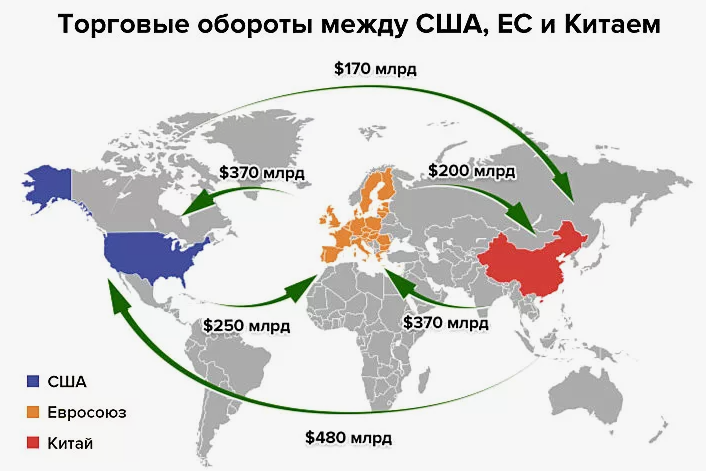 Торговые обороты между США, ЕС и Китаем
$170 млрд
$370 млрд
$200 млрд
$250 млрд
$370 млрд
США
Евросоюз
Китай
$480 млрд